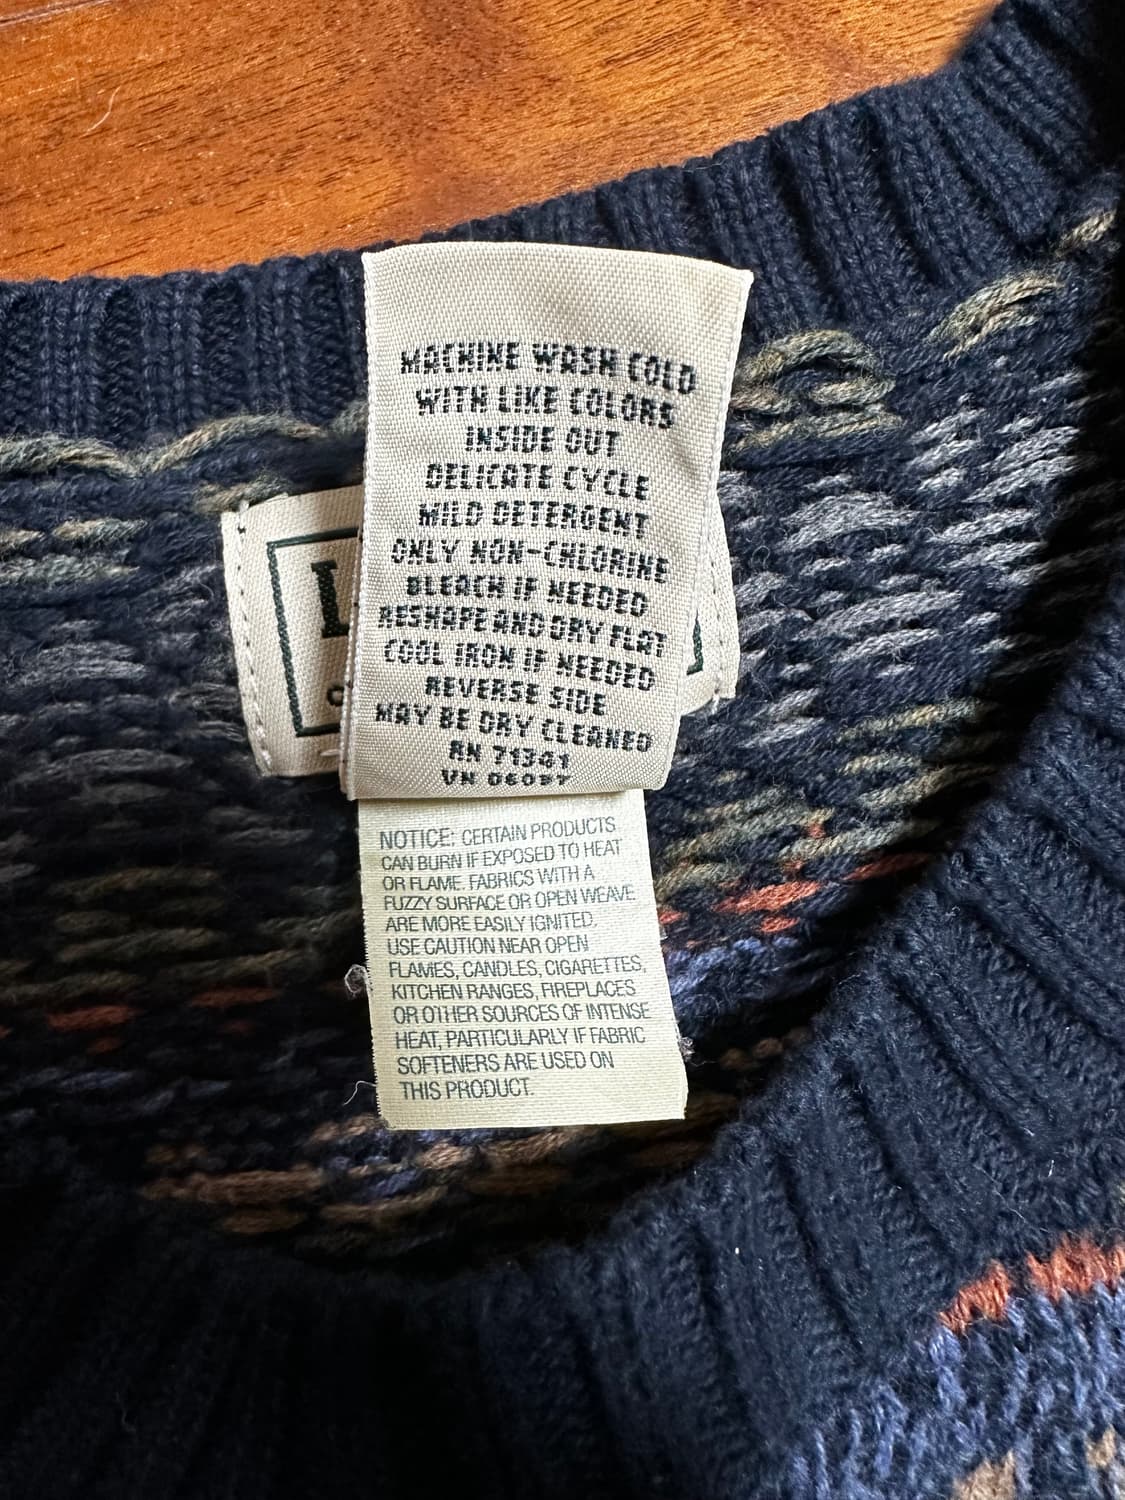 MACHINE WASH COLD
WITH LIKE COLORS
INSIDE OUT
DELICATE CYCLE
MILD DETERGENT
ONLY NON-CHLORINE
BLEACH IF NEEDED
RESHAPE AND DRY FLAT
COOL IRON IF NEEDED
REVERSE SIDE
MAY BE DRY CLEANED
RN 71341
L
NOTICE: CERTAIN PRODUCTS
CAN BURN IF EXPOSED TO HEAT
OR FLAME. FABRICS WITH A
FUZZY SURFACE OR OPEN WEAVE
ARE MORE EASILY IGNITED.
USE CAUTION NEAR OPEN
FLAMES, CANDLES, CIGARETTES,
KITCHEN RANGES, FIREPLACES
OR OTHER SOURCES OF INTENSE
HEAT, PARTICULARLY IF FABRIC
SOFTENERS ARE USED ON
THIS PRODUCT.